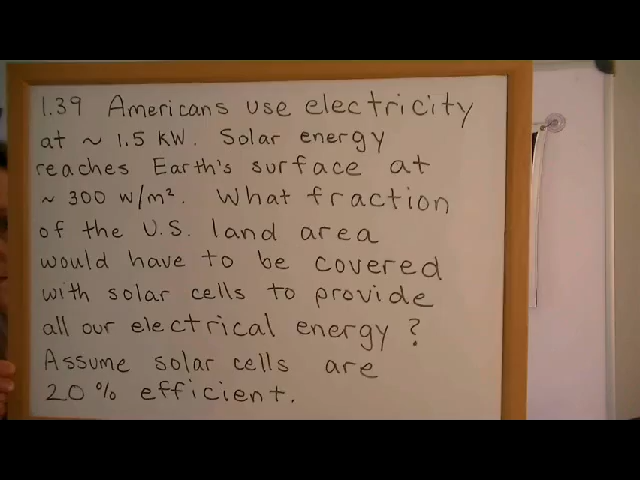 1.39 Americans use electricity
at ~ 1.5 kW. Solar energy
reaches Earth's surface at
~ 300 W/m². What fraction
of the U.S. land area
would have to be covered
with solar cells to provide
all our electrical energy?
Assume solar cells are
20% efficient.